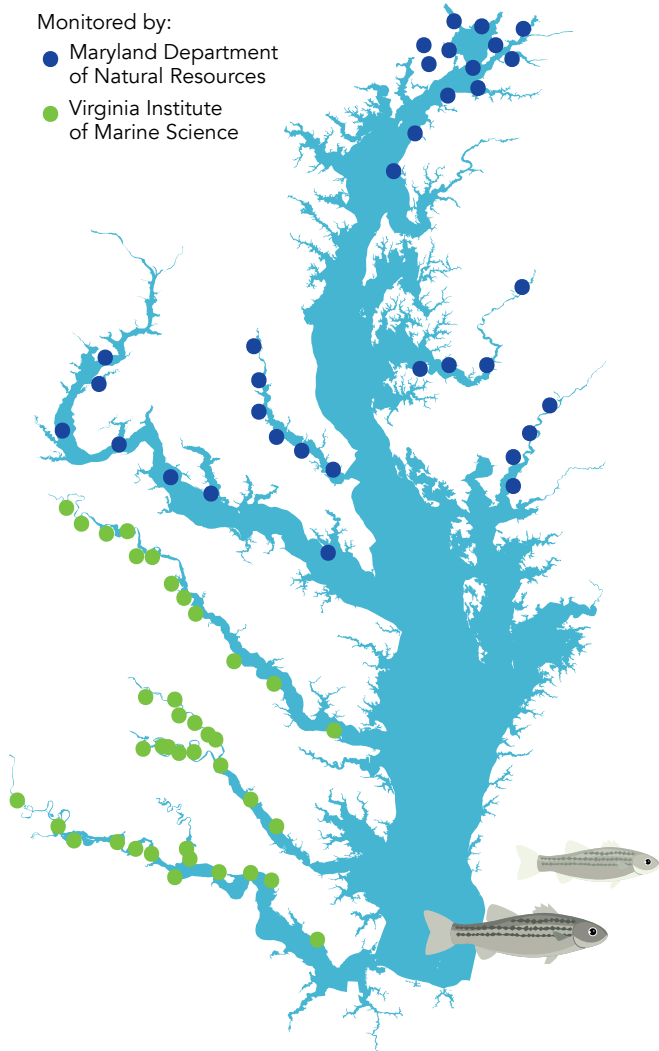 Monitored by:
Maryland Department
of Natural Resources
Virginia Institute
of Marine Science